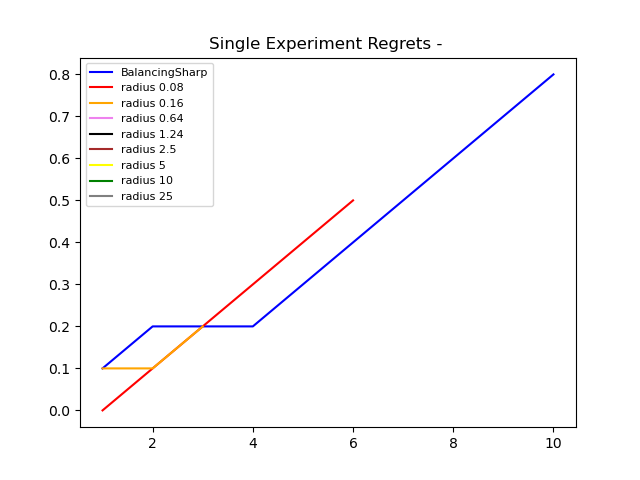 Single Experiment Regrets -
BalancingSharp
radius 0.08
radius 0.16
radius 0.64
radius 1.24
radius 2.5
radius 5
radius 10
radius 25
0.8
0.7
0.6
0.5
0.4
0.3
0.2
0.1
0.0
2 4 6 8 10